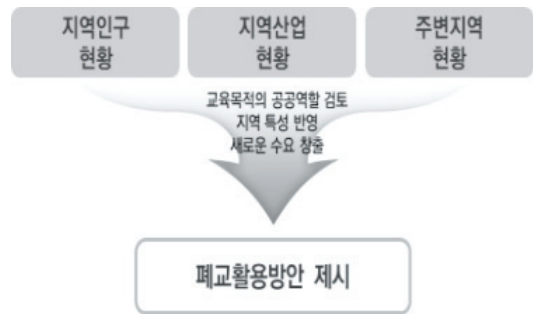 지역인구
현황
지역산업
현황
주변지역
현황
교육목적의 공공역할 검토
지역 특성 반영
새로운 수요 창출
폐교활용방안 제시